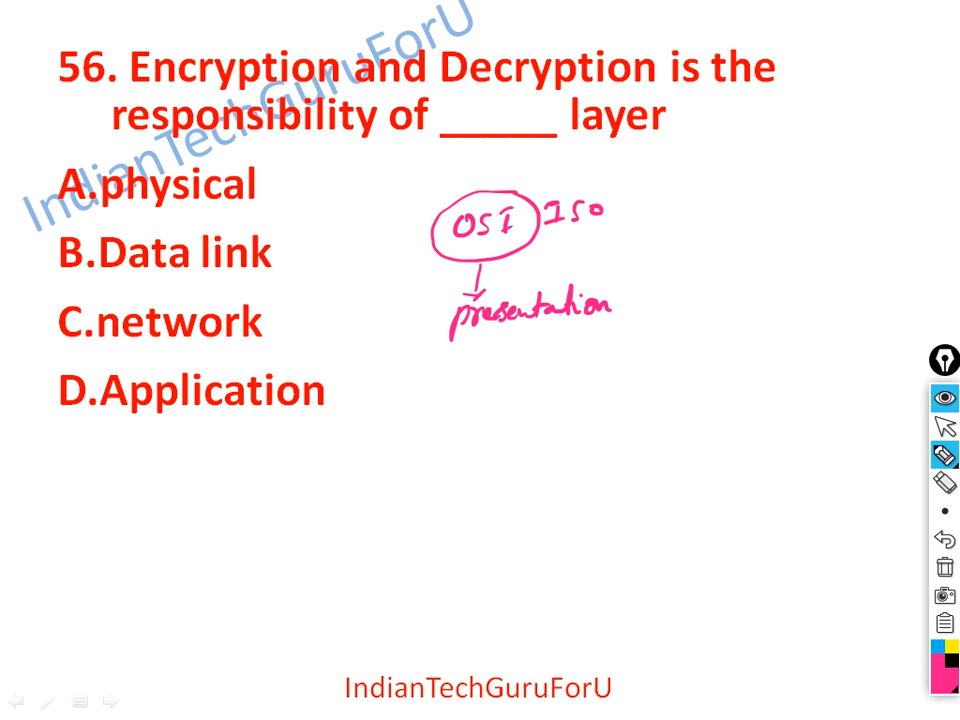 56. Encryption and Decryption is the
responsibility of _____ layer
A.physical
B.Data link
C.network
D.Application
OSI ISO
presentation
IndianTechGuruForU
IndianTechGuruForU